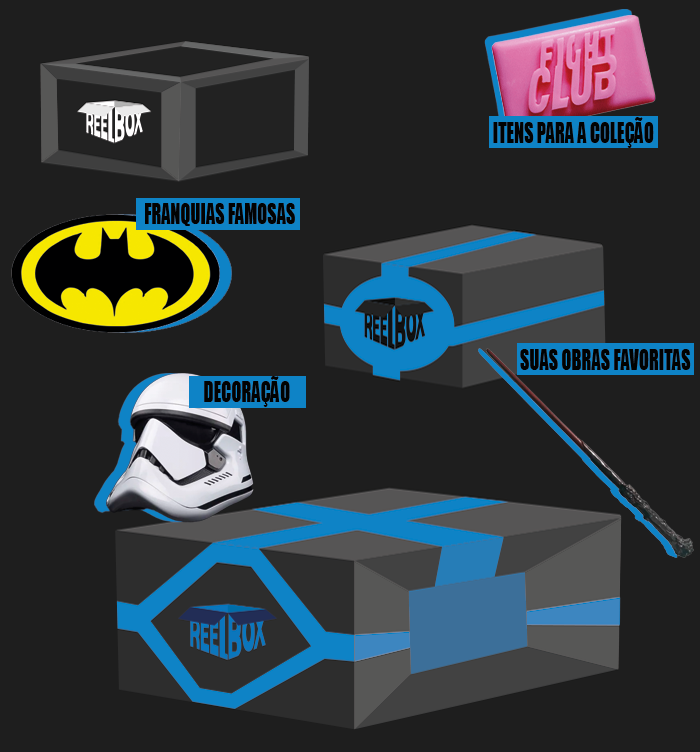 FIGHT
CLUB
ITENS PARA A COLEÇÃO
REELBOX
FRANQUIAS FAMOSAS
REELBOX
SUAS OBRAS FAVORITAS
DECORAÇÃO
REELBOX